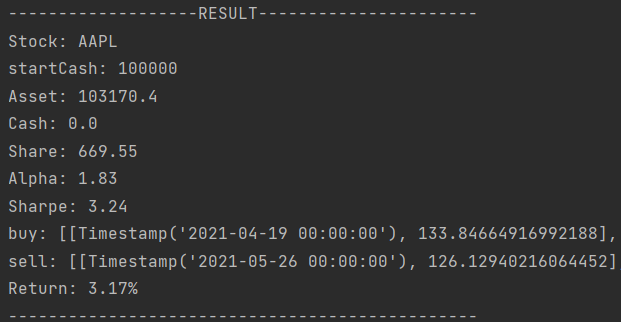 -------------------RESULT----------------------
Stock: AAPL
startCash: 100000
Asset: 103170.4
Cash: 0.0
Share: 669.55
Alpha: 1.83
Sharpe: 3.24
buy: [[Timestamp('2021-04-19 00:00:00'), 133.84664916992188],
sell: [[Timestamp('2021-05-26 00:00:00'), 126.12940216064452]
Return: 3.17%
-----------------------------------------------